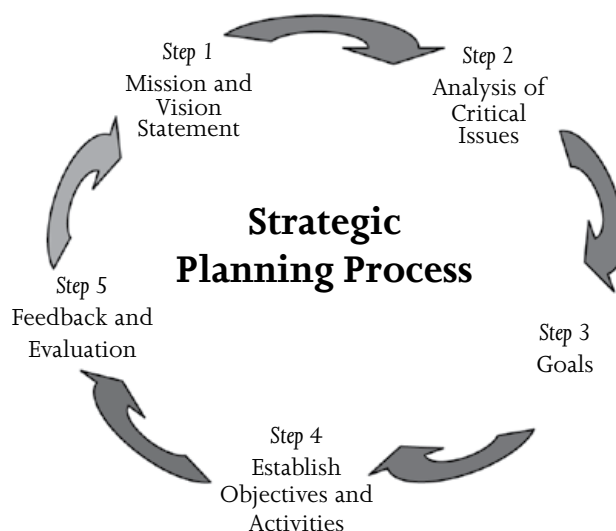 Step 1
Mission and
Vision
Statement
Step 2
Analysis of
Critical
Issues
Strategic
Planning Process
Step 3
Goals
Step 4
Establish
Objectives and
Activities
Step 5
Feedback and
Evaluation